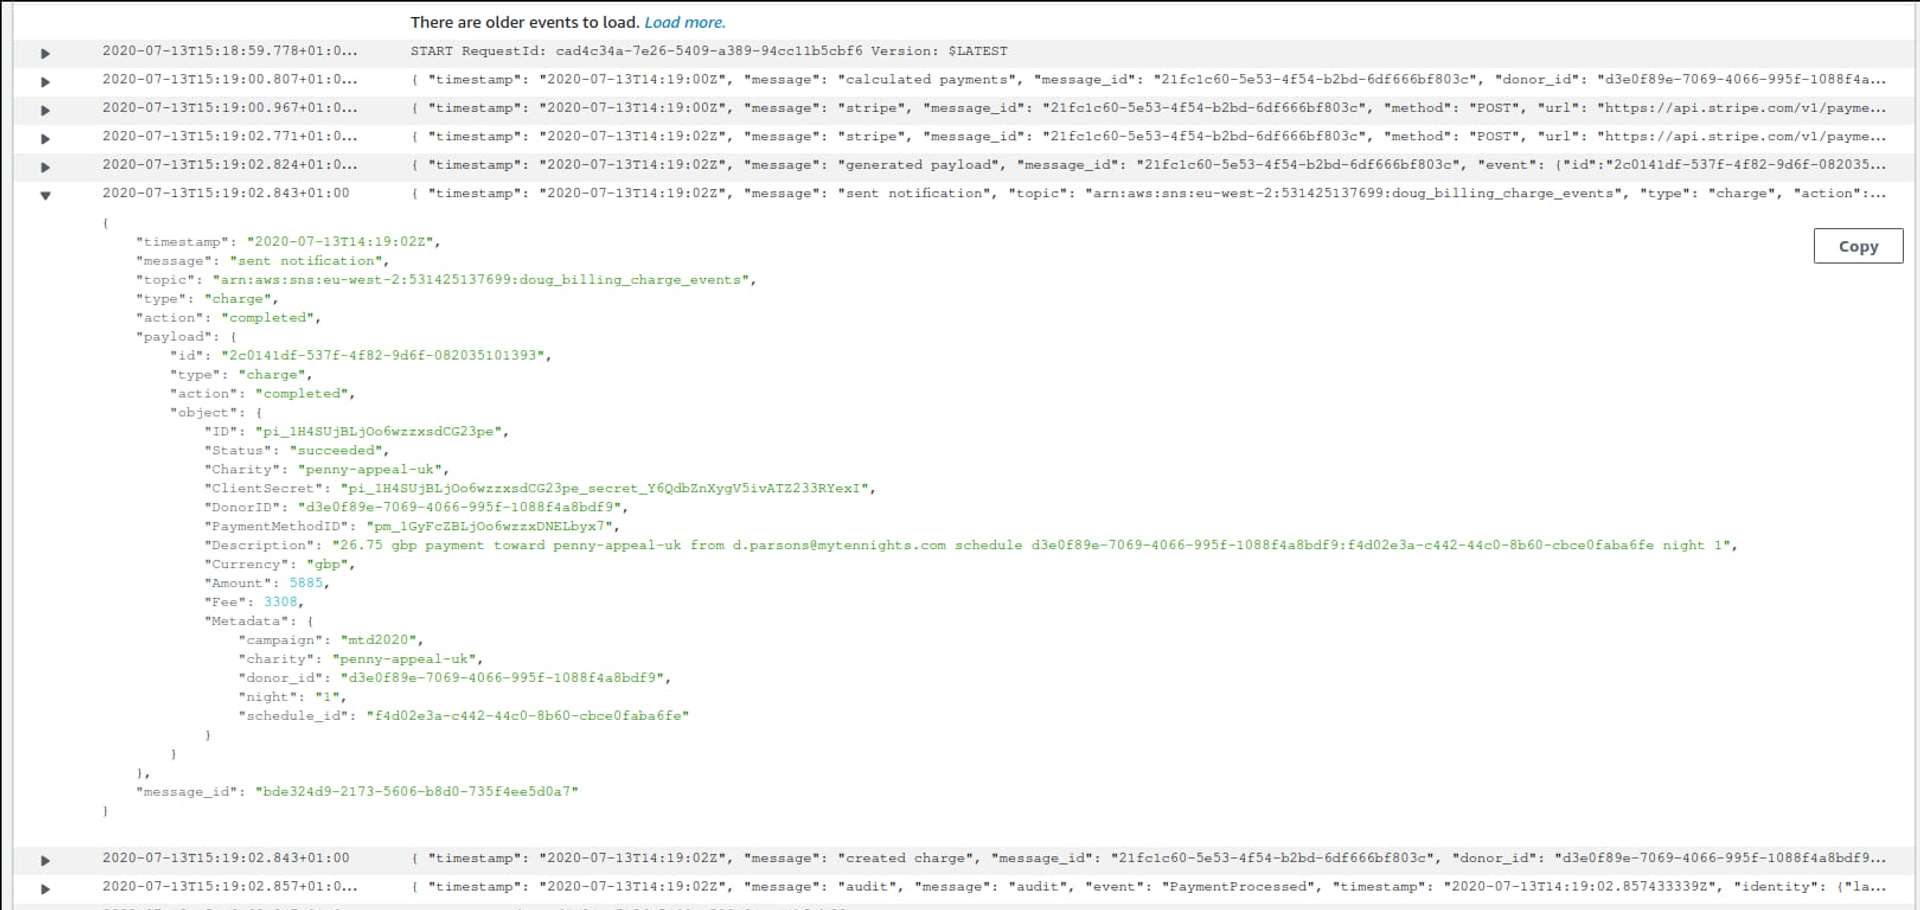 There are older events to load. Load more.
2020-07-13T15:18:59.778+01:0... START RequestId: cad4c34a-7e26-5409-a389-94cc11b5cbf6 Version: $LATEST
2020-07-13T15:19:00.807+01:0... { "timestamp": "2020-07-13T14:19:00Z", "message": "calculated payments", "message_id": "21fc1c60-5e53-4f54-b2bd-6df666bf803c", "donor_id": "d3e0f89e-7069-4066-995f-1088f4a...
2020-07-13T15:19:00.967+01:0... { "timestamp": "2020-07-13T14:19:00Z", "message": "stripe", "message_id": "21fc1c60-5e53-4f54-b2bd-6df666bf803c", "method": "POST", "url": "https://api.stripe.com/v1/payme...
2020-07-13T15:19:02.771+01:0... { "timestamp": "2020-07-13T14:19:02Z", "message": "stripe", "message_id": "21fc1c60-5e53-4f54-b2bd-6df666bf803c", "method": "POST", "url": "https://api.stripe.com/v1/payme...
2020-07-13T15:19:02.824+01:0... { "timestamp": "2020-07-13T14:19:02Z", "message": "generated payload", "message_id": "21fc1c60-5e53-4f54-b2bd-6df666bf803c", "event": {"id":"2c0141df-537f-4f82-9d6f-082035...
2020-07-13T15:19:02.843+01:00 { "timestamp": "2020-07-13T14:19:02Z", "message": "sent notification", "topic": "arn:aws:sns:eu-west-2:531425137699:doug_billing_charge_events", "type": "charge", "action":...
{
"timestamp": "2020-07-13T14:19:02Z",
Copy
"message": "sent notification",
"topic": "arn:aws:sns:eu-west-2:531425137699:doug_billing_charge_events",
"type": "charge",
"action": "completed",
"payload": {
"id": "2c0141df-537f-4f82-9d6f-082035101393",
"type": "charge",
"action": "completed",
"object": {
"ID": "pi_1H4SUjBLjOo6wzzxsdCG23pe",
"Status": "succeeded",
"Charity": "penny-appeal-uk",
"ClientSecret": "pi_1H4SUjBLjOo6wzzxsdCG23pe_secret_Y6QdbZnXygV5ivATZ233RYexI",
"DonorID": "d3e0f89e-7069-4066-995f-1088f4a8bdf9",
"PaymentMethodID": "pm_1GyFcZBLjOo6wzzxDNELbyx7",
"Description": "26.75 gbp payment toward penny-appeal-uk from d.parsons@mytennights.com schedule d3e0f89e-7069-4066-995f-1088f4a8bdf9:f4d02e3a-c442-44c0-8b60-cbce0faba6fe night 1",
"Currency": "gbp",
"Amount": 5885,
"Fee": 3308,
"Metadata": {
"campaign": "mtd2020",
"charity": "penny-appeal-uk",
"donor_id": "d3e0f89e-7069-4066-995f-1088f4a8bdf9",
"night": "1",
"schedule_id": "f4d02e3a-c442-44c0-8b60-cbce0faba6fe"
}
}
},
"message_id": "bde324d9-2173-5606-b8d0-735f4ee5d0a7"
}
2020-07-13T15:19:02.843+01:00 { "timestamp": "2020-07-13T14:19:02Z", "message": "created charge", "message_id": "21fc1c60-5e53-4f54-b2bd-6df666bf803c", "donor_id": "d3e0f89e-7069-4066-995f-1088f4a8bdf9...
2020-07-13T15:19:02.857+01:0... { "timestamp": "2020-07-13T14:19:02Z", "message": "audit", "message": "audit", "event": "PaymentProcessed", "timestamp": "2020-07-13T14:19:02.857433339Z", "identity": {"la...